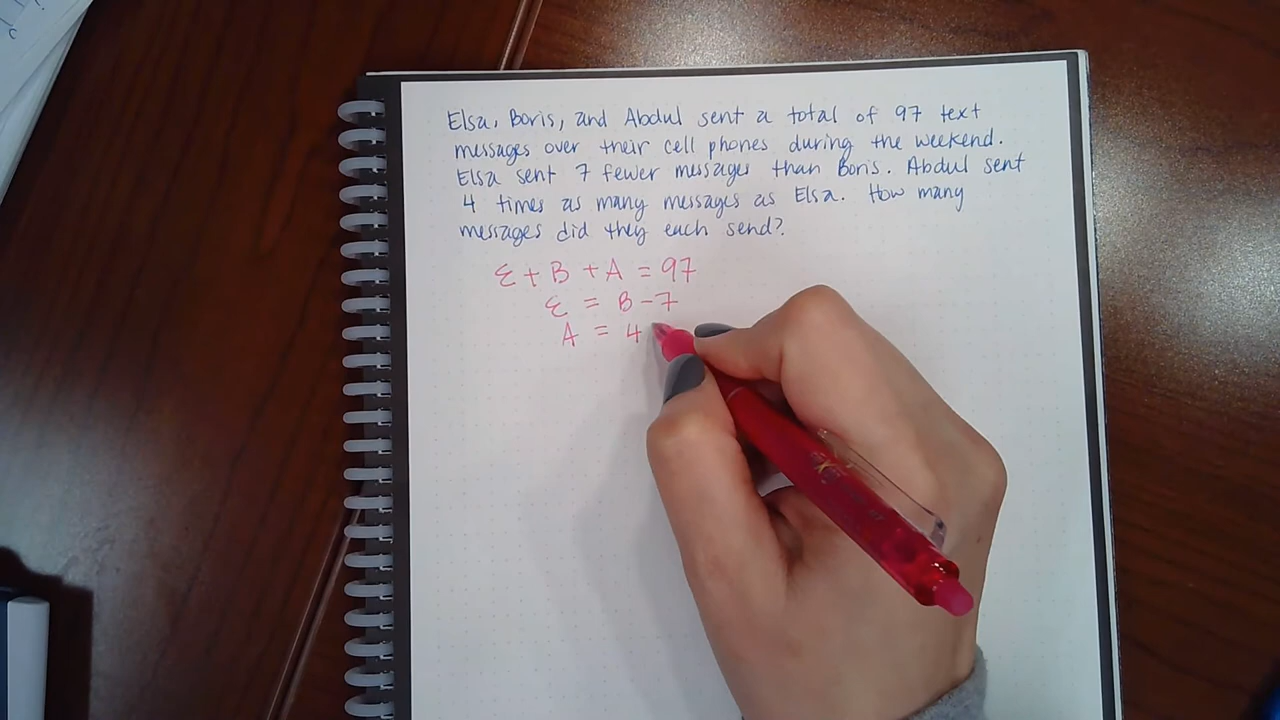 Elsa, Boris, and Abdul sent a total of 97 text
messages over their cell phones during the weekend.
Elsa sent 7 fewer messages than Boris. Abdul sent
4 times as many messages as Elsa. How many
messages did they each send?
E + B + A = 97
E = B - 7
A = 4